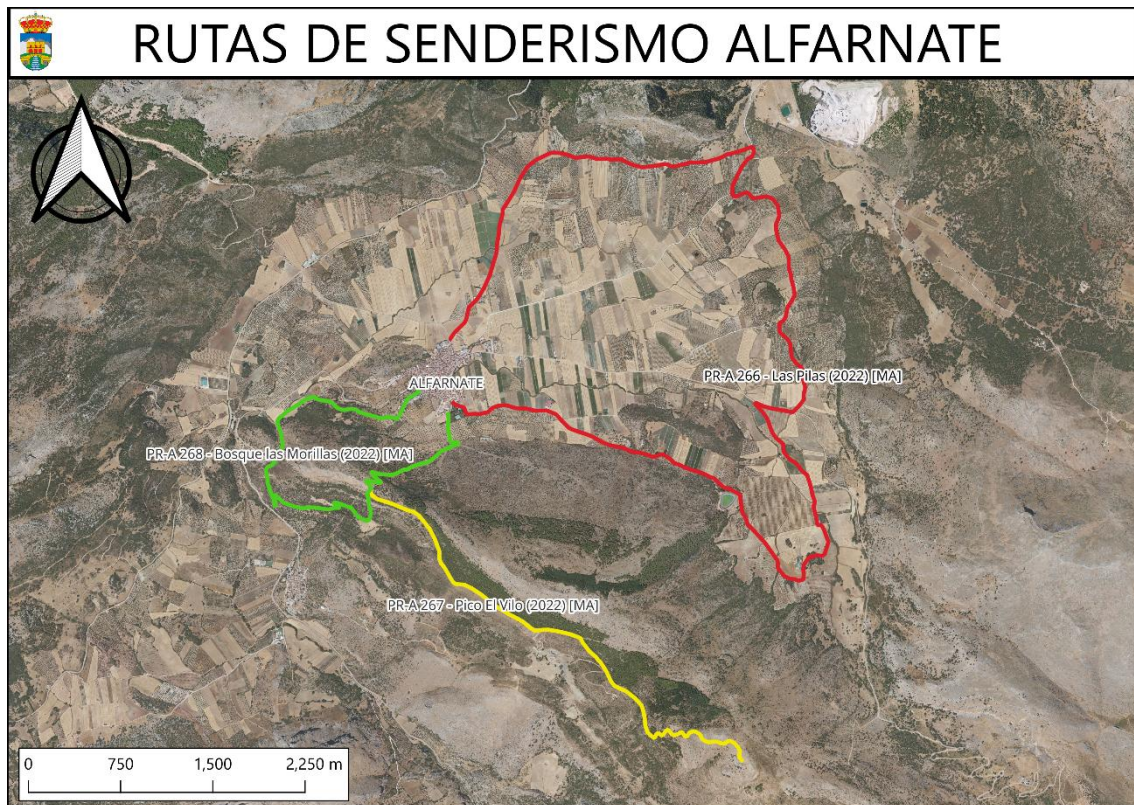 RUTAS DE SENDERISMO ALFARNATE
PR-A 266 - Las Pilas (2022) [MA]
ALFARNATE
PR-A 268 - Bosque las Morillas (2022) [MA]
PR-A 267 - Pico El Vilo (2022) [MA]
0 750 1,500 2,250 m